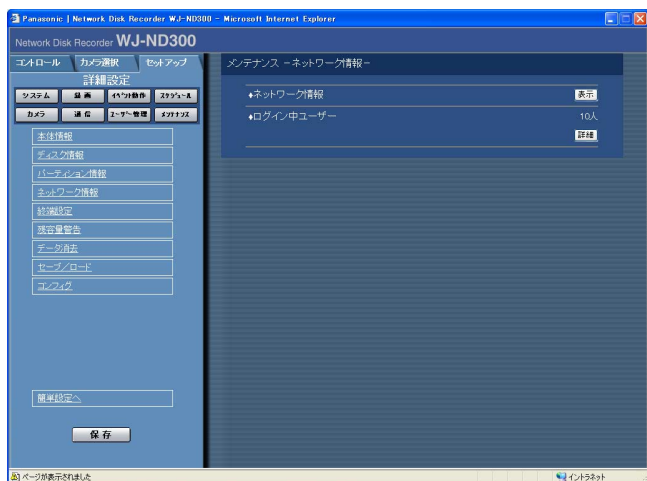 Panasonic | Network Disk Recorder WJ-ND300 - Microsoft Internet Explorer
Network Disk Recorder WJ-ND300
コントロール カメラ選択 セットアップ
詳細設定
システム 録画 イベント動作 スケジュール
カメラ 通信 ユーザー管理 メンテナンス
本体情報
ディスク情報
パーティション情報
ネットワーク情報
終端設定
残容量警告
データ消去
セーブ/ロード
コンフィグ
簡単設定へ
保存
メンテナンス －ネットワーク情報－
♦ネットワーク情報 表示
♦ログイン中ユーザー 10人
詳細
ページが表示されました イントラネット